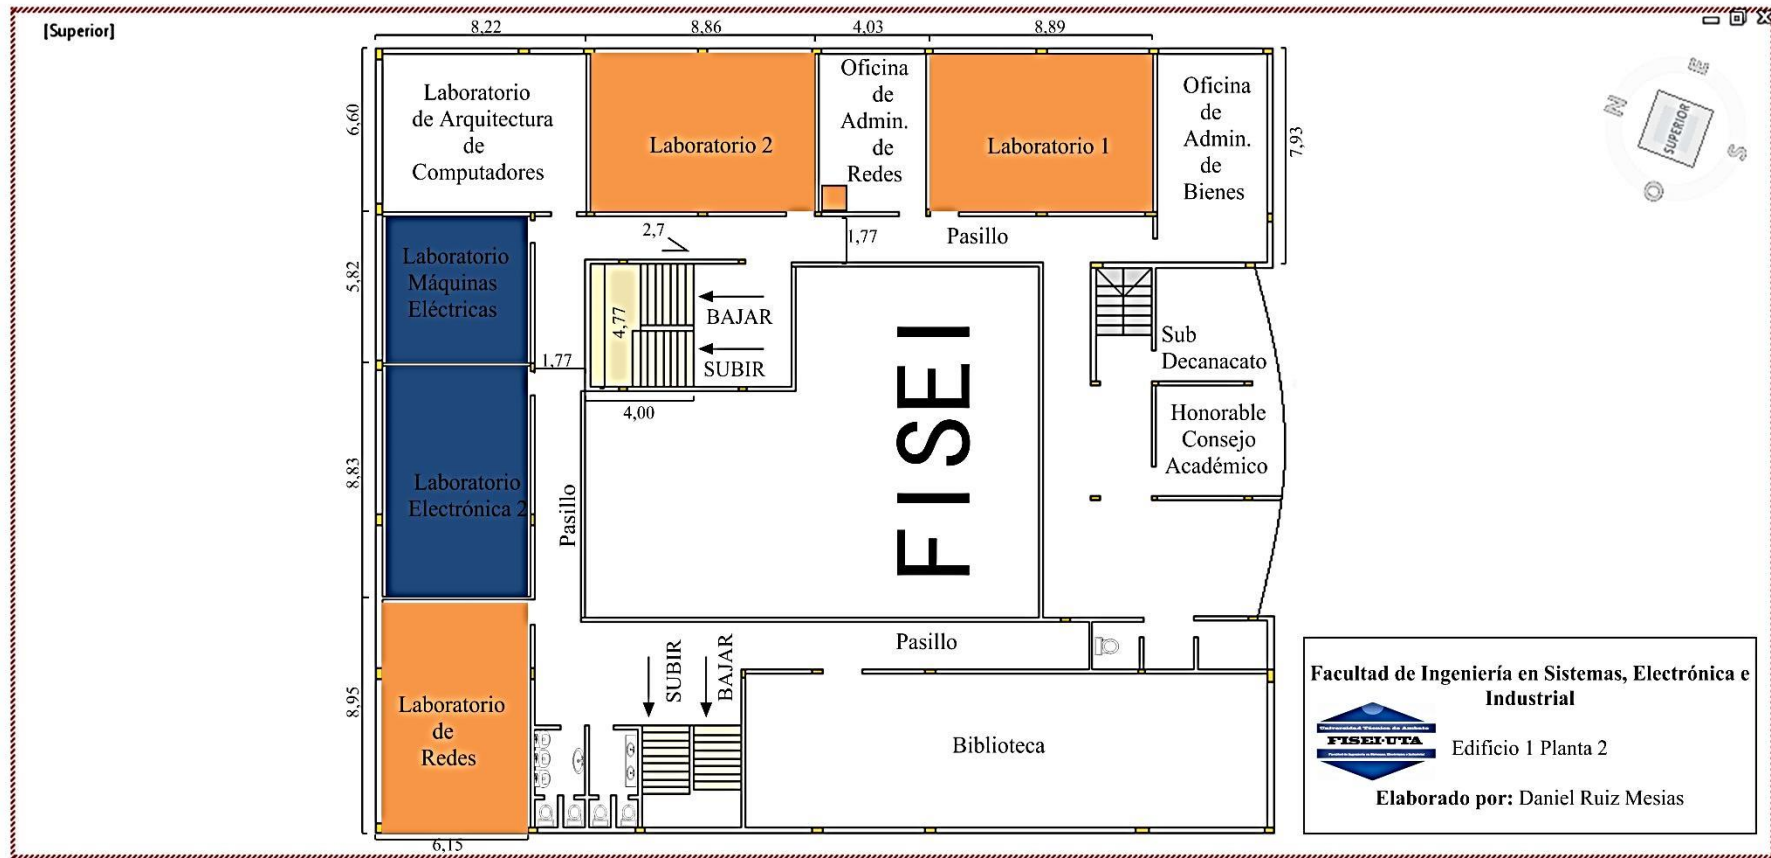 [Superior]
8,22
8,86
4,03
8,89
6,60
Laboratorio
de Arquitectura
de
Computadores
Laboratorio 2
Oficina
de
Admin.
de
Redes
Laboratorio 1
Oficina
de
Admin.
de
Bienes
7,93
N
E
S
O
SUPERIOR
2,7
1,77
Pasillo
5,82
Laboratorio
Máquinas
Eléctricas
4,77
BAJAR
SUBIR
1,77
4,00
FISEI
Sub
Decanacato
Honorable
Consejo
Académico
8,83
Laboratorio
Electrónica 2
Pasillo
Pasillo
SUBIR
BAJAR
8,95
Laboratorio
de
Redes
Biblioteca
6,15
Facultad de Ingeniería en Sistemas, Electrónica e
Industrial
Universidad Técnica de Ambato
FISEI-UTA
Edificio 1 Planta 2
Elaborado por: Daniel Ruiz Mesias